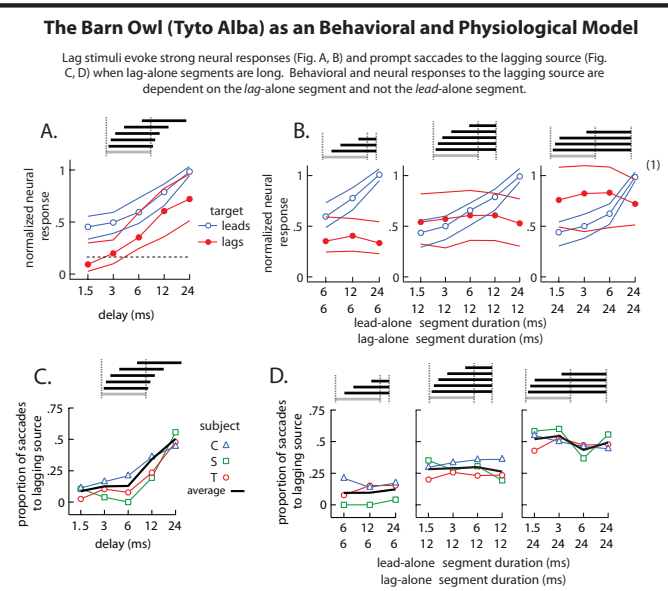 The Barn Owl (Tyto Alba) as an Behavioral and Physiological Model
Lag stimuli evoke strong neural responses (Fig. A, B) and prompt saccades to the lagging source (Fig.
C, D) when lag-alone segments are long. Behavioral and neural responses to the lagging source are
dependent on the lag-alone segment and not the lead-alone segment.
A.
normalized neural
response
1
.5
0
1.5 3 6 12 24
delay (ms)
target
leads
lags
B.
(1)
normalized neural
response
1
.5
0
6 12 24
6 6 6
1
.5
0
1.5 3 6 12
12 12 12 12
1
.5
0
1.5 3 6 24
24 24 24 24
lead-alone segment duration (ms)
lag-alone segment duration (ms)
C.
proportion of saccades
to lagging source
.75
.5
.25
0
1.5 3 6 12 24
delay (ms)
subject
C
S
T
average
D.
proportion of saccades
to lagging source
.75
.5
.25
0
6 12 24
6 6 6
1.5 3 6 12
12 12 12 12
1.5 3 6 24
24 24 24 24
lead-alone segment duration (ms)
lag-alone segment duration (ms)